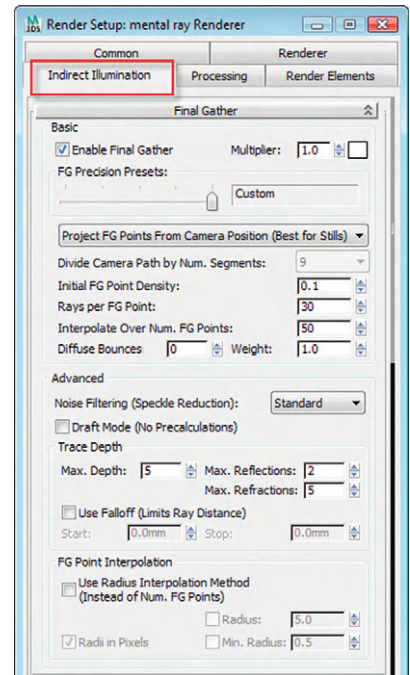 M
3DS
Render Setup: mental ray Renderer
Common Renderer
Indirect Illumination Processing Render Elements
Final Gather
Basic
Enable Final Gather Multiplier: 1.0
FG Precision Presets:
Custom
Project FG Points From Camera Position (Best for Stills)
Divide Camera Path by Num. Segments: 9
Initial FG Point Density: 0.1
Rays per FG Point: 30
Interpolate Over Num. FG Points: 50
Diffuse Bounces 0 Weight: 1.0
Advanced
Noise Filtering (Speckle Reduction): Standard
Draft Mode (No Precalculations)
Trace Depth
Max. Depth: 5 Max. Reflections: 2
Max. Refractions: 5
Use Falloff (Limits Ray Distance)
Start: 0.0mm Stop: 0.0mm
FG Point Interpolation
Use Radius Interpolation Method
(Instead of Num. FG Points)
Radius: 5.0
Radii in Pixels Min. Radius: 0.5